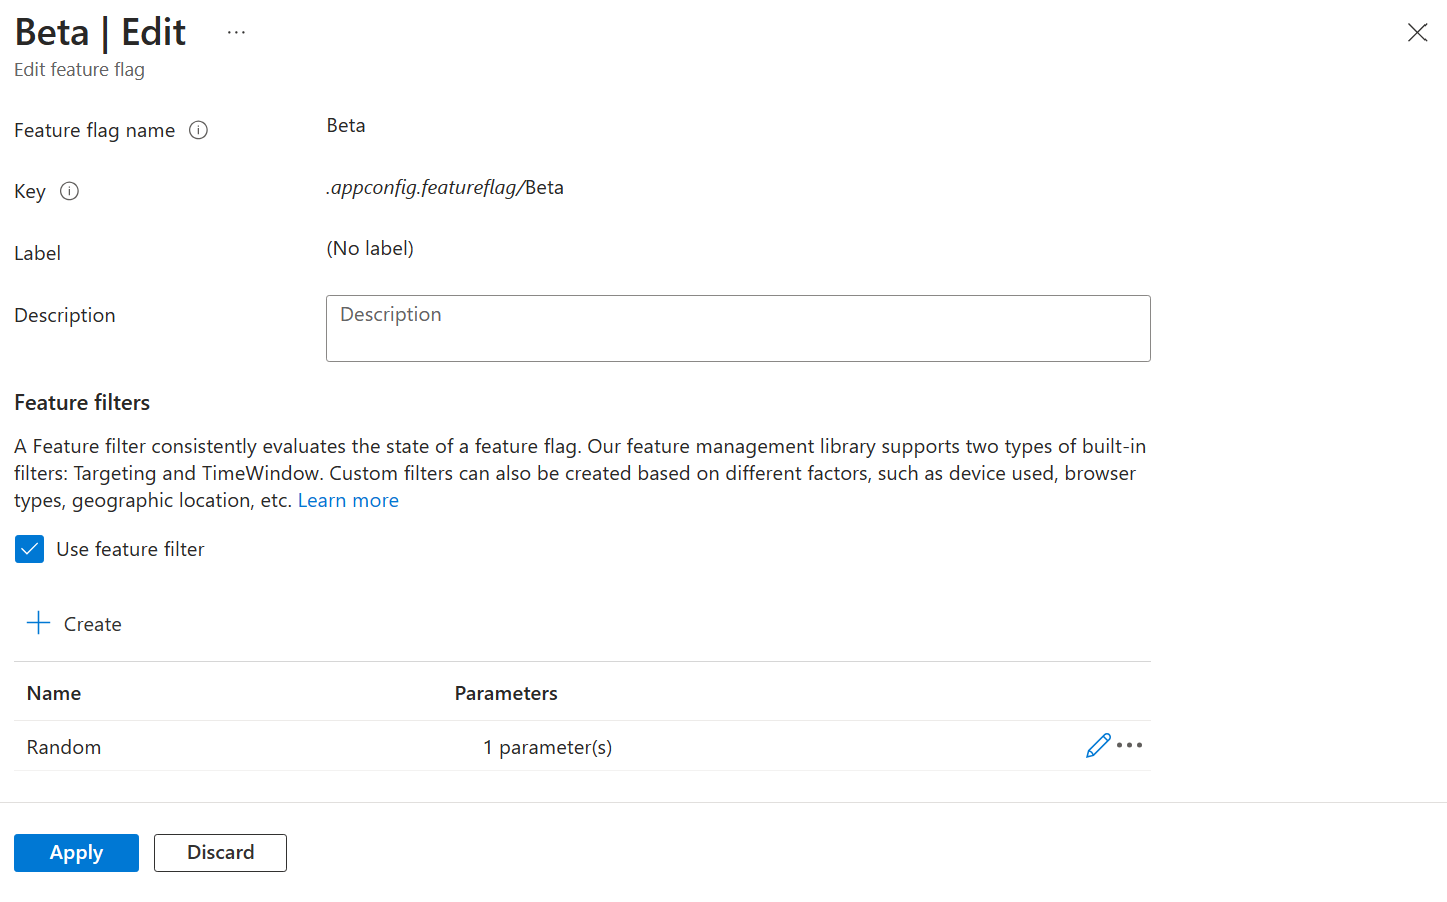 Beta | Edit ...
Edit feature flag
Feature flag name
Beta
Key
.appconfig.featureflag/Beta
Label
(No label)
Description
Description
Feature filters
A Feature filter consistently evaluates the state of a feature flag. Our feature management library supports two types of built-in
filters: Targeting and TimeWindow. Custom filters can also be created based on different factors, such as device used, browser
types, geographic location, etc. Learn more
Use feature filter
Create
Name Parameters
Random 1 parameter(s)
Apply Discard